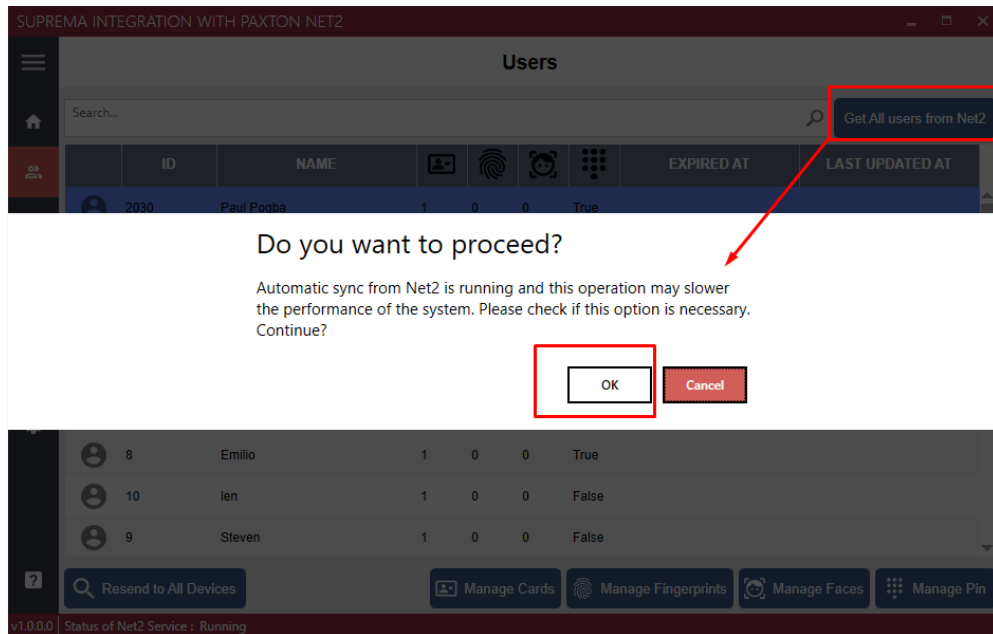 SUPREMA INTEGRATION WITH PAXTON NET2
Users
Search...
Get All users from Net2
ID NAME EXPIRED AT LAST UPDATED AT
2030 Paul Pogba 1 0 0 True
Do you want to proceed?
Automatic sync from Net2 is running and this operation may slower
the performance of the system. Please check if this option is necessary.
Continue?
OK Cancel
8 Emilio 1 0 0 True
10 len 1 0 0 False
9 Steven 1 0 0 False
? Resend to All Devices Manage Cards Manage Fingerprints Manage Faces Manage Pin
v1.0.0.0 Status of Net2 Service : Running